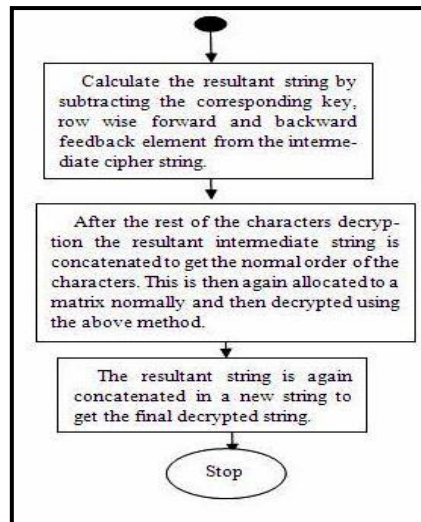 Calculate the resultant string by
subtracting the corresponding key,
row wise forward and backward
feedback element from the interme-
diate cipher string.
After the rest of the characters decryp-
tion the resultant intermediate string is
concatenated to get the normal order of the
characters. This is then again allocated to a
matrix normally and then decrypted using
the above method.
The resultant string is again
concatenated in a new string to
get the final decrypted string.
Stop